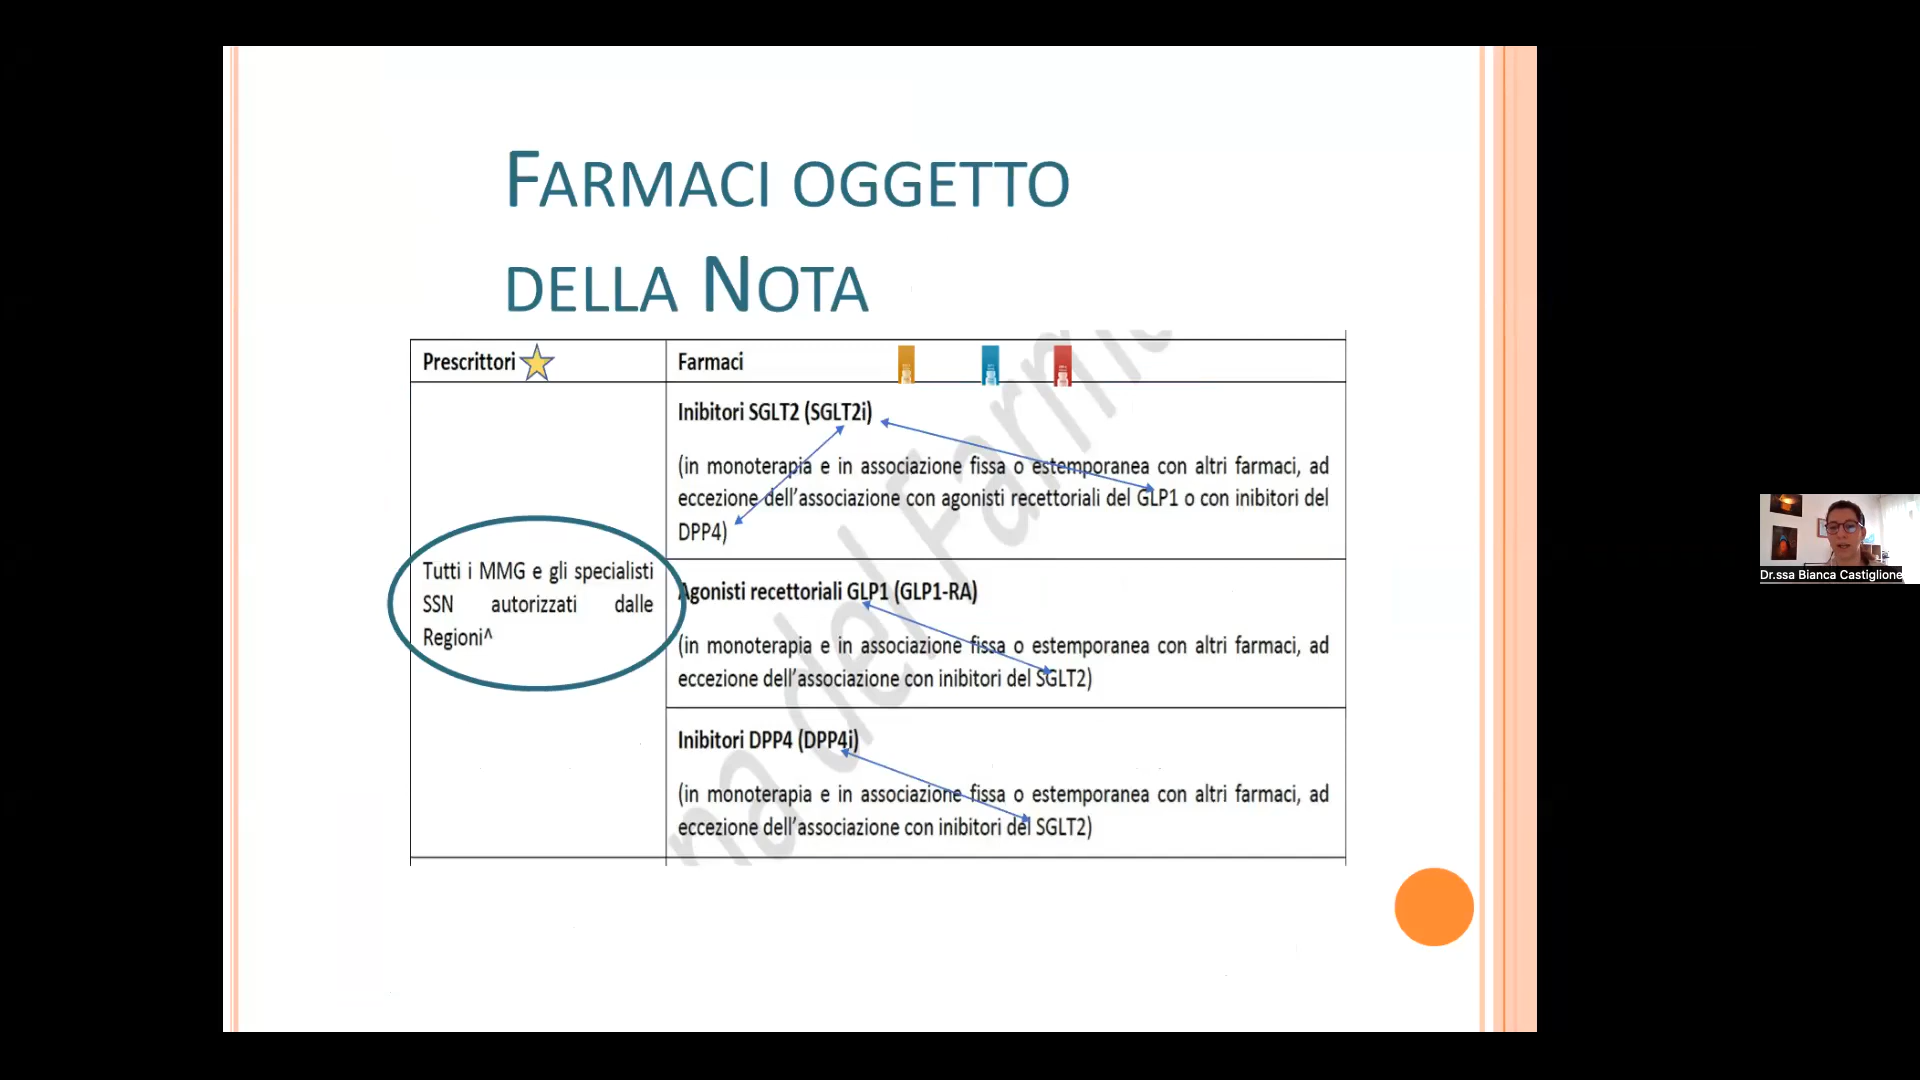 FARMACI OGGETTO
DELLA NOTA
Prescrittori
Farmaci
Tutti i MMG e gli specialisti
SSN autorizzati dalle
Regioni^
Inibitori SGLT2 (SGLT2i)
(in monoterapia e in associazione fissa o estemporanea con altri farmaci, ad
eccezione dell'associazione con agonisti recettoriali del GLP1 o con inibitori del
DPP4)
Agonisti recettoriali GLP1 (GLP1-RA)
(in monoterapia e in associazione fissa o estemporanea con altri farmaci, ad
eccezione dell'associazione con inibitori del SGLT2)
Inibitori DPP4 (DPP4i)
(in monoterapia e in associazione fissa o estemporanea con altri farmaci, ad
eccezione dell'associazione con inibitori del SGLT2)
na del Farm
Dr.ssa Bianca Castiglione